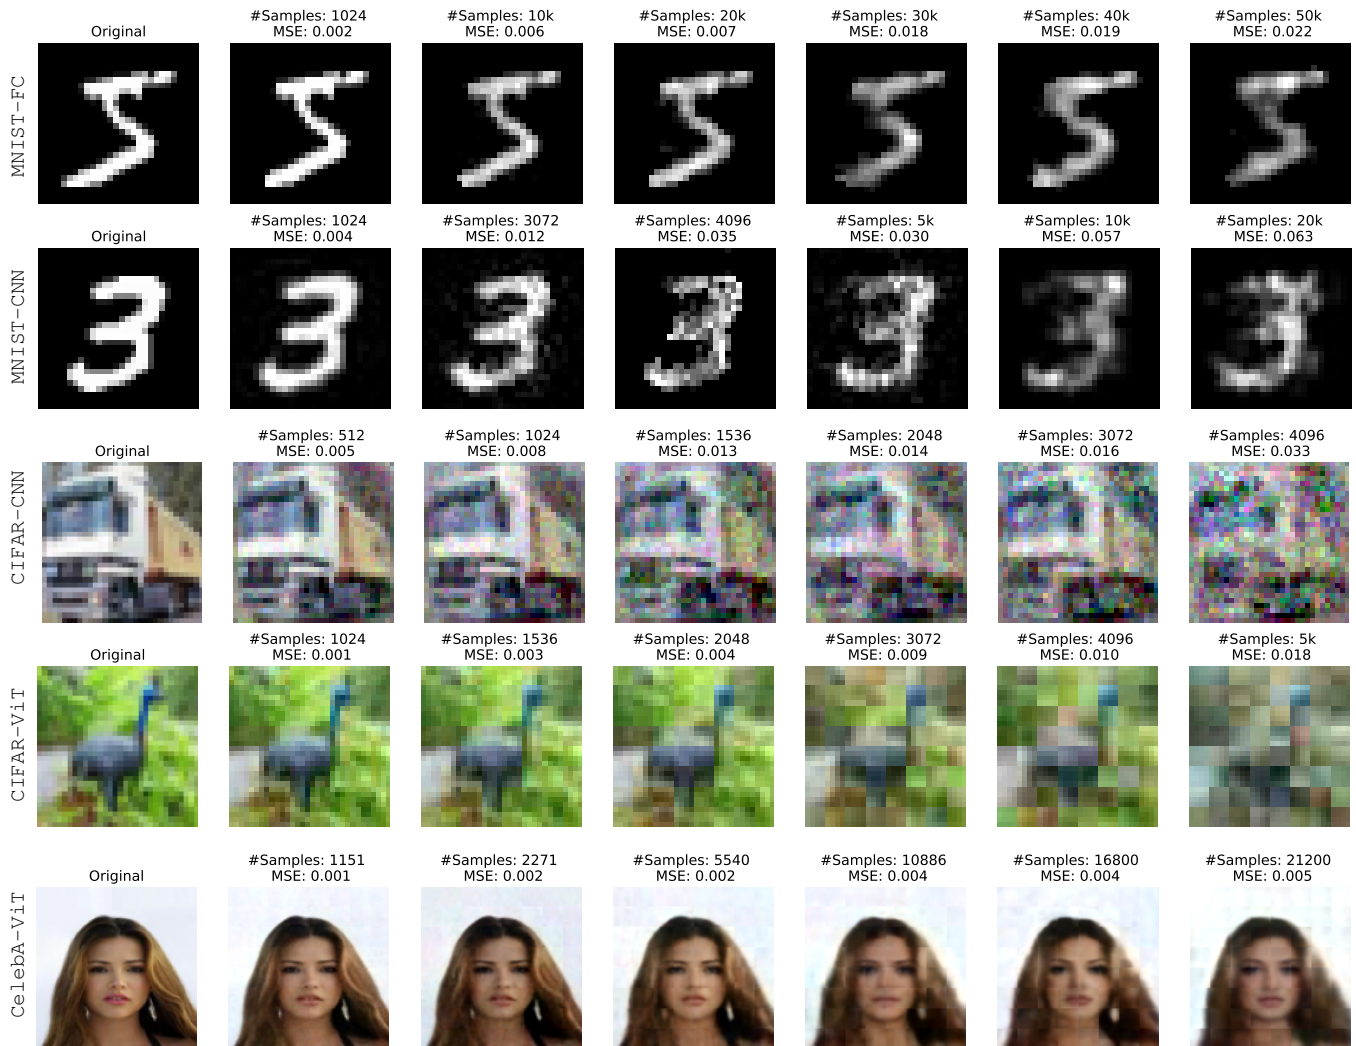 MNIST-FC
Original
#Samples: 1024
MSE: 0.002
#Samples: 10k
MSE: 0.006
#Samples: 20k
MSE: 0.007
#Samples: 30k
MSE: 0.018
#Samples: 40k
MSE: 0.019
#Samples: 50k
MSE: 0.022
MNIST-CNN
Original
#Samples: 1024
MSE: 0.004
#Samples: 3072
MSE: 0.012
#Samples: 4096
MSE: 0.035
#Samples: 5k
MSE: 0.030
#Samples: 10k
MSE: 0.057
#Samples: 20k
MSE: 0.063
CIFAR-CNN
Original
#Samples: 512
MSE: 0.005
#Samples: 1024
MSE: 0.008
#Samples: 1536
MSE: 0.013
#Samples: 2048
MSE: 0.014
#Samples: 3072
MSE: 0.016
#Samples: 4096
MSE: 0.033
CIFAR-ViT
Original
#Samples: 1024
MSE: 0.001
#Samples: 1536
MSE: 0.003
#Samples: 2048
MSE: 0.004
#Samples: 3072
MSE: 0.009
#Samples: 4096
MSE: 0.010
#Samples: 5k
MSE: 0.018
CelebA-ViT
Original
#Samples: 1151
MSE: 0.001
#Samples: 2271
MSE: 0.002
#Samples: 5540
MSE: 0.002
#Samples: 10886
MSE: 0.004
#Samples: 16800
MSE: 0.004
#Samples: 21200
MSE: 0.005